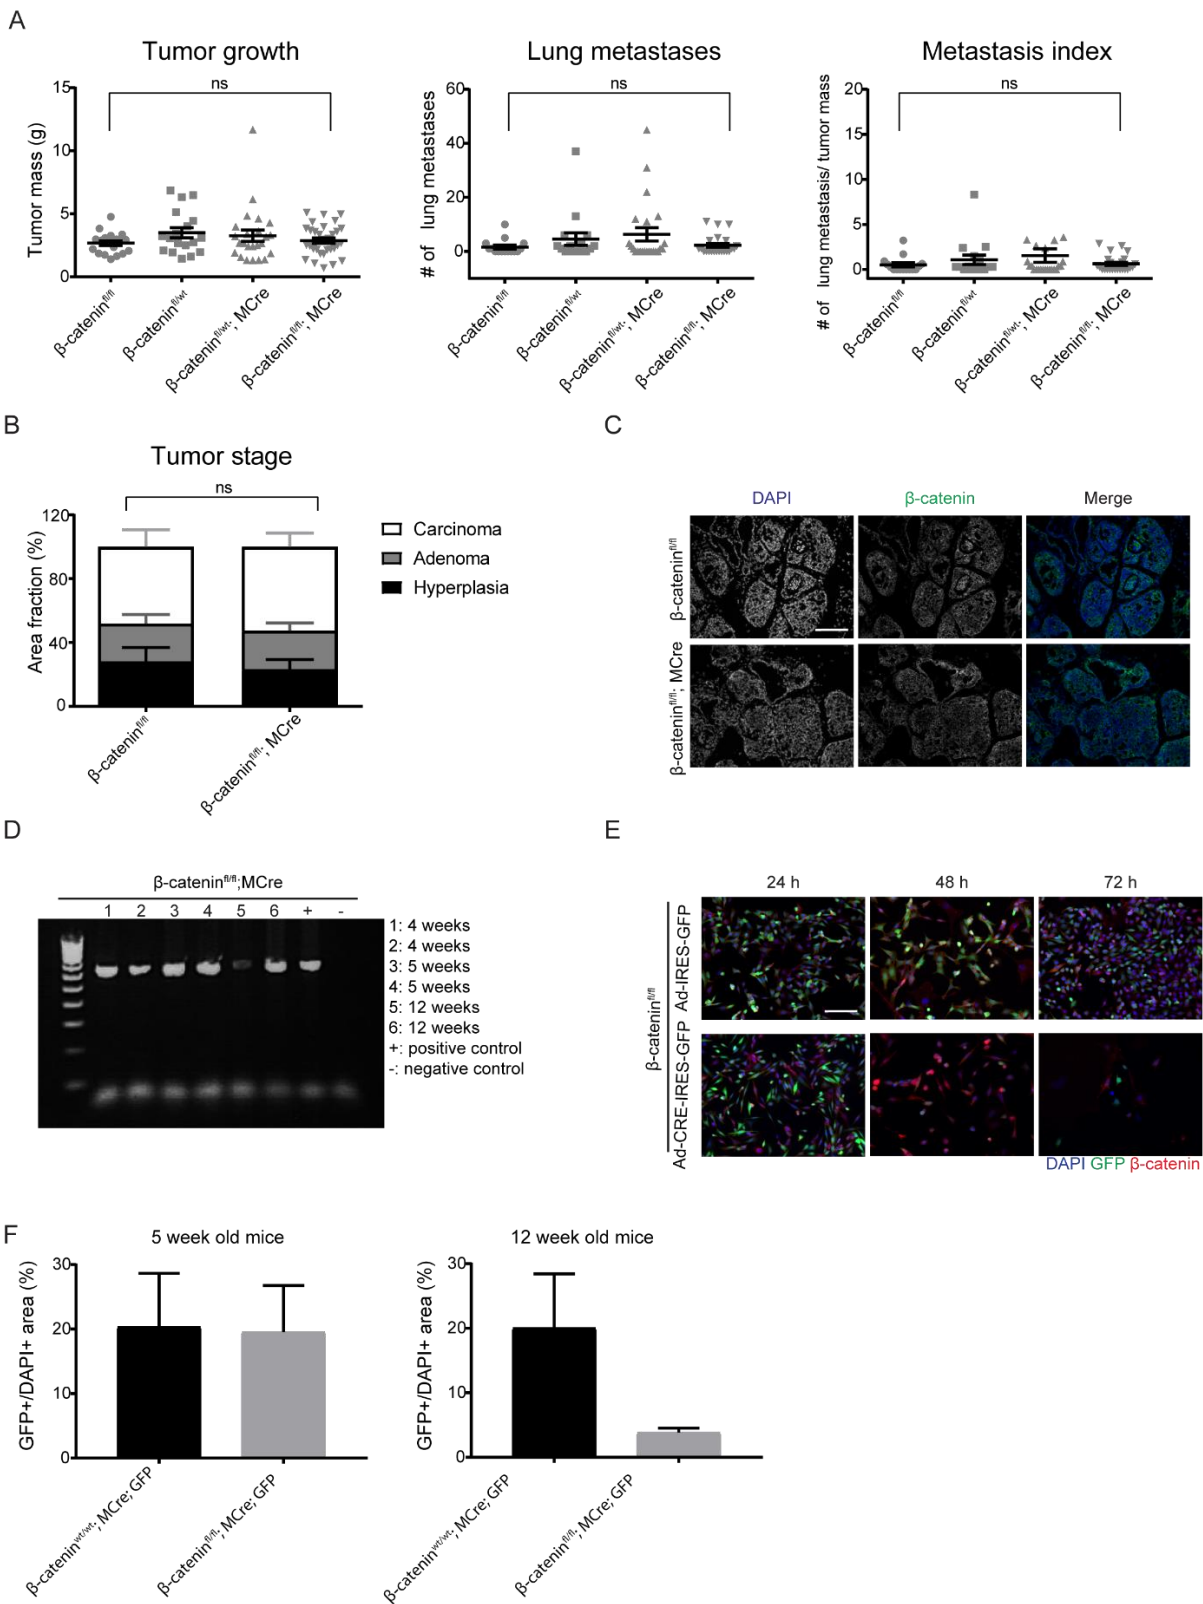 A
Tumor growth
ns
Tumor mass (g)
15
10
5
0
β-catenin^fl/fl
β-catenin^fl/wt
β-catenin^fl/wt; MCre
β-catenin^fl/fl; MCre
Lung metastases
ns
# of lung metastases
60
40
20
0
β-catenin^fl/fl
β-catenin^fl/wt
β-catenin^fl/wt; MCre
β-catenin^fl/fl; MCre
Metastasis index
ns
# of lung metastasis/ tumor mass
20
15
10
5
0
β-catenin^fl/fl
β-catenin^fl/wt
β-catenin^fl/wt; MCre
β-catenin^fl/fl; MCre
B
Tumor stage
ns
Area fraction (%)
120
80
40
0
β-catenin^fl/fl
β-catenin^fl/fl; MCre
Carcinoma
Adenoma
Hyperplasia
C
DAPI
β-catenin
Merge
β-catenin^fl/fl
β-catenin^fl/fl; MCre
D
β-catenin^fl/fl;MCre
1 2 3 4 5 6 + -
1: 4 weeks
2: 4 weeks
3: 5 weeks
4: 5 weeks
5: 12 weeks
6: 12 weeks
+: positive control
-: negative control
E
24 h
48 h
72 h
β-catenin^fl/fl
Ad-IRES-GFP
Ad-CRE-IRES-GFP
DAPI GFP β-catenin
F
5 week old mice
GFP+/DAPI+ area (%)
30
20
10
0
β-catenin^wt/wt; MCre; GFP
β-catenin^fl/fl; MCre; GFP
12 week old mice
GFP+/DAPI+ area (%)
30
20
10
0
β-catenin^wt/wt; MCre; GFP
β-catenin^fl/fl; MCre; GFP